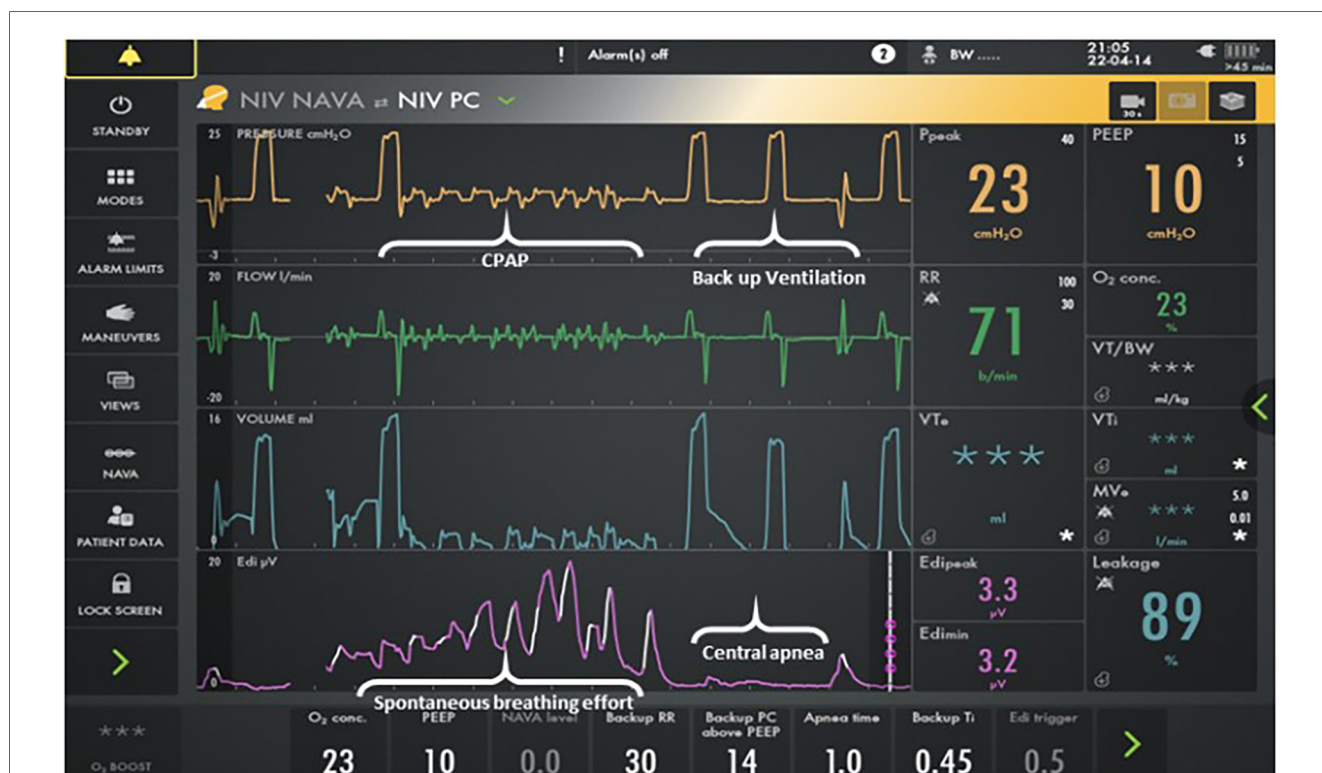 ! Alarm(s) off 2 BW ..... 21:05
22-04-14 >45 min
STANDBY
MODES
ALARM LIMITS
MANEUVERS
VIEWS
NAVA
PATIENT DATA
LOCK SCREEN
***
O₂ BOOST
NIV NAVA ⇄ NIV PC
30 s
25 PRESSURE cmH₂O
-3
CPAP
Back up Ventilation
20 FLOW l/min
-20
16 VOLUME ml
0
20 Edi µV
0
Spontaneous breathing effort
Central apnea
Ppeak 40
23
cmH₂O
PEEP 15
5
10
cmH₂O
RR 100
30
71
b/min
O₂ conc.
23
%
VT/BW
***
ml/kg
VTe
***
ml
*
VTi
***
ml
*
MVe 5.0
*** 0.01
l/min *
Edipeak
3.3
µV
Edimin
3.2
µV
Leakage
89
%
O₂ conc. PEEP NAVA level Backup RR Backup PC above PEEP Apnea time Backup Ti Edi trigger
23 10 0.0 30 14 1.0 0.45 0.5